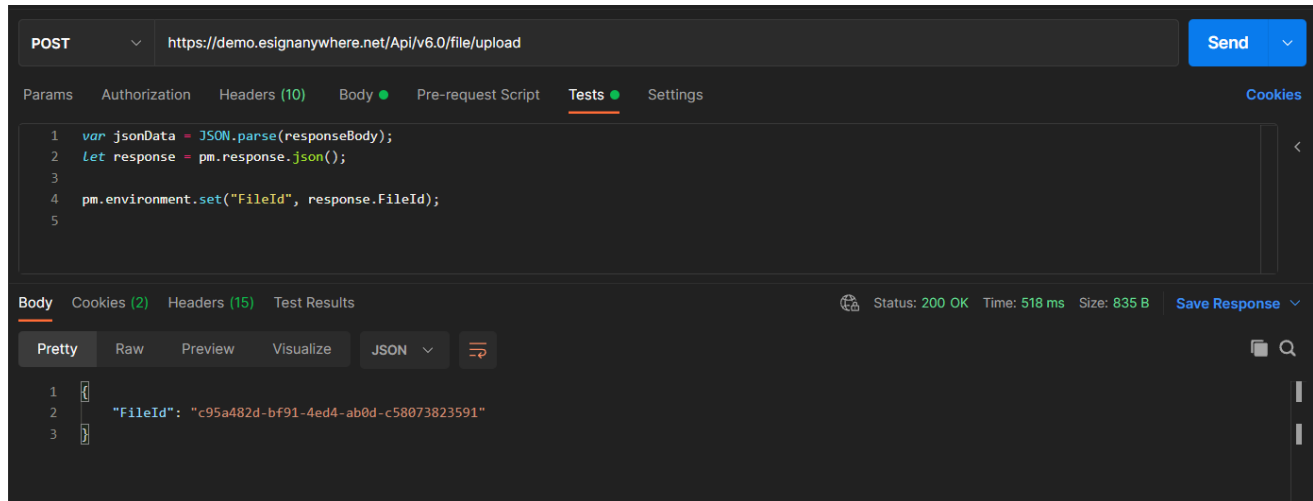 POST https://demo.esignanywhere.net/Api/v6.0/file/upload Send
Params Authorization Headers (10) Body Pre-request Script Tests Settings Cookies
1 var jsonData = JSON.parse(responseBody);
2 let response = pm.response.json();
3
4 pm.environment.set("FileId", response.FileId);
5
Body Cookies (2) Headers (15) Test Results Status: 200 OK Time: 518 ms Size: 835 B Save Response
Pretty Raw Preview Visualize JSON
1 {
2 "FileId": "c95a482d-bf91-4ed4-ab0d-c58073823591"
3 }